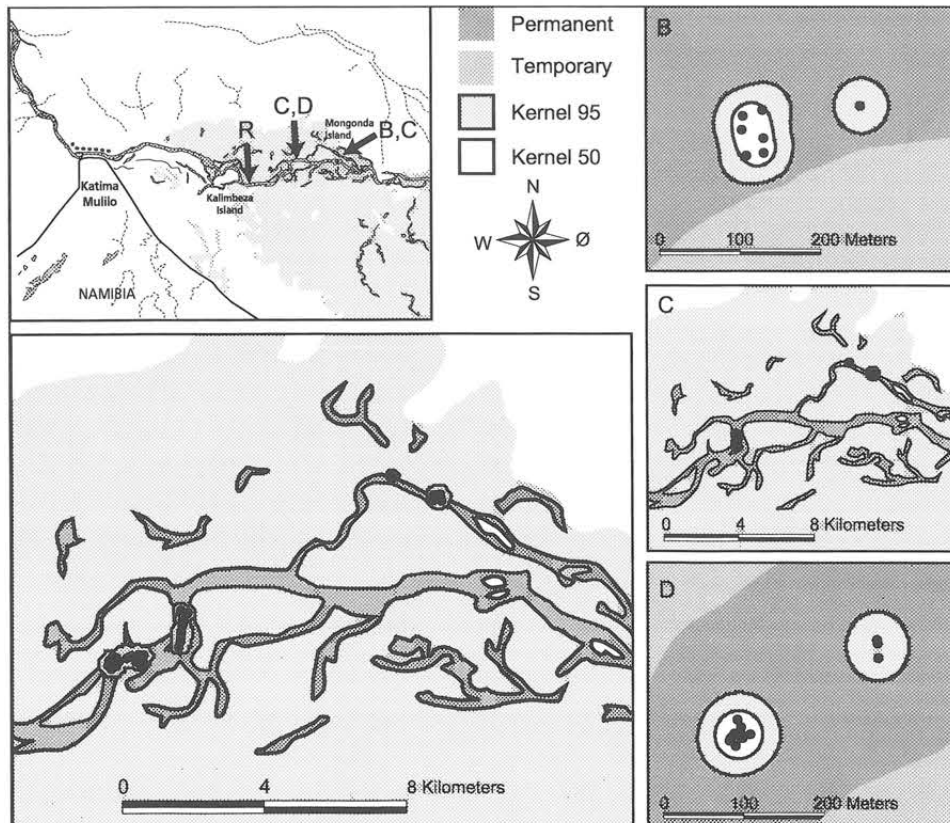 C,D
R
Mongonda
Island
B,C
Katima
Mulilo
Kalimbeza
Island
NAMIBIA
Permanent
Temporary
Kernel 95
Kernel 50
N
W Ø
S
B
0 100 200 Meters
C
0 4 8 Kilometers
0 4 8 Kilometers
D
0 100 200 Meters